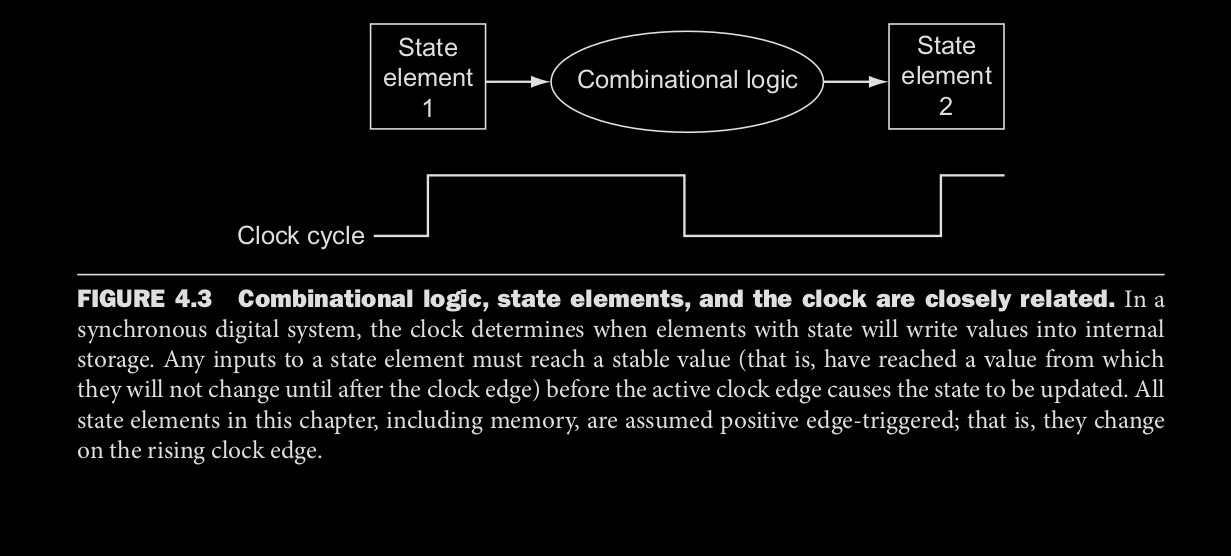 State
element
1
Combinational logic
State
element
2
Clock cycle
FIGURE 4.3 Combinational logic, state elements, and the clock are closely related. In a
synchronous digital system, the clock determines when elements with state will write values into internal
storage. Any inputs to a state element must reach a stable value (that is, have reached a value from which
they will not change until after the clock edge) before the active clock edge causes the state to be updated. All
state elements in this chapter, including memory, are assumed positive edge-triggered; that is, they change
on the rising clock edge.